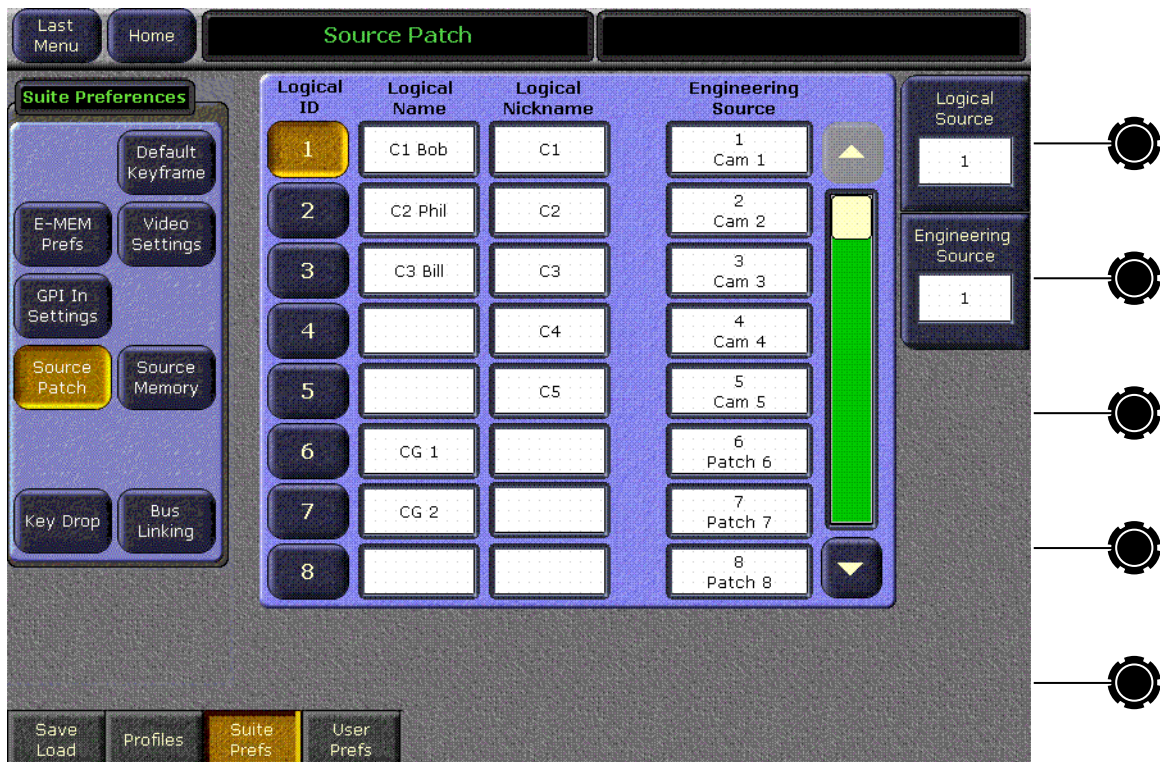 Last
Menu
Home
Source Patch
Suite Preferences
Default
Keyframe
E-MEM
Prefs
Video
Settings
GPI In
Settings
Source
Patch
Source
Memory
Key Drop
Bus
Linking
Logical
ID
Logical
Name
Logical
Nickname
Engineering
Source
1
C1 Bob
C1
1
Cam 1
2
C2 Phil
C2
2
Cam 2
3
C3 Bill
C3
3
Cam 3
4
C4
4
Cam 4
5
C5
5
Cam 5
6
CG 1
6
Patch 6
7
CG 2
7
Patch 7
8
8
Patch 8
Logical
Source
1
Engineering
Source
1
Save
Load
Profiles
Suite
Prefs
User
Prefs